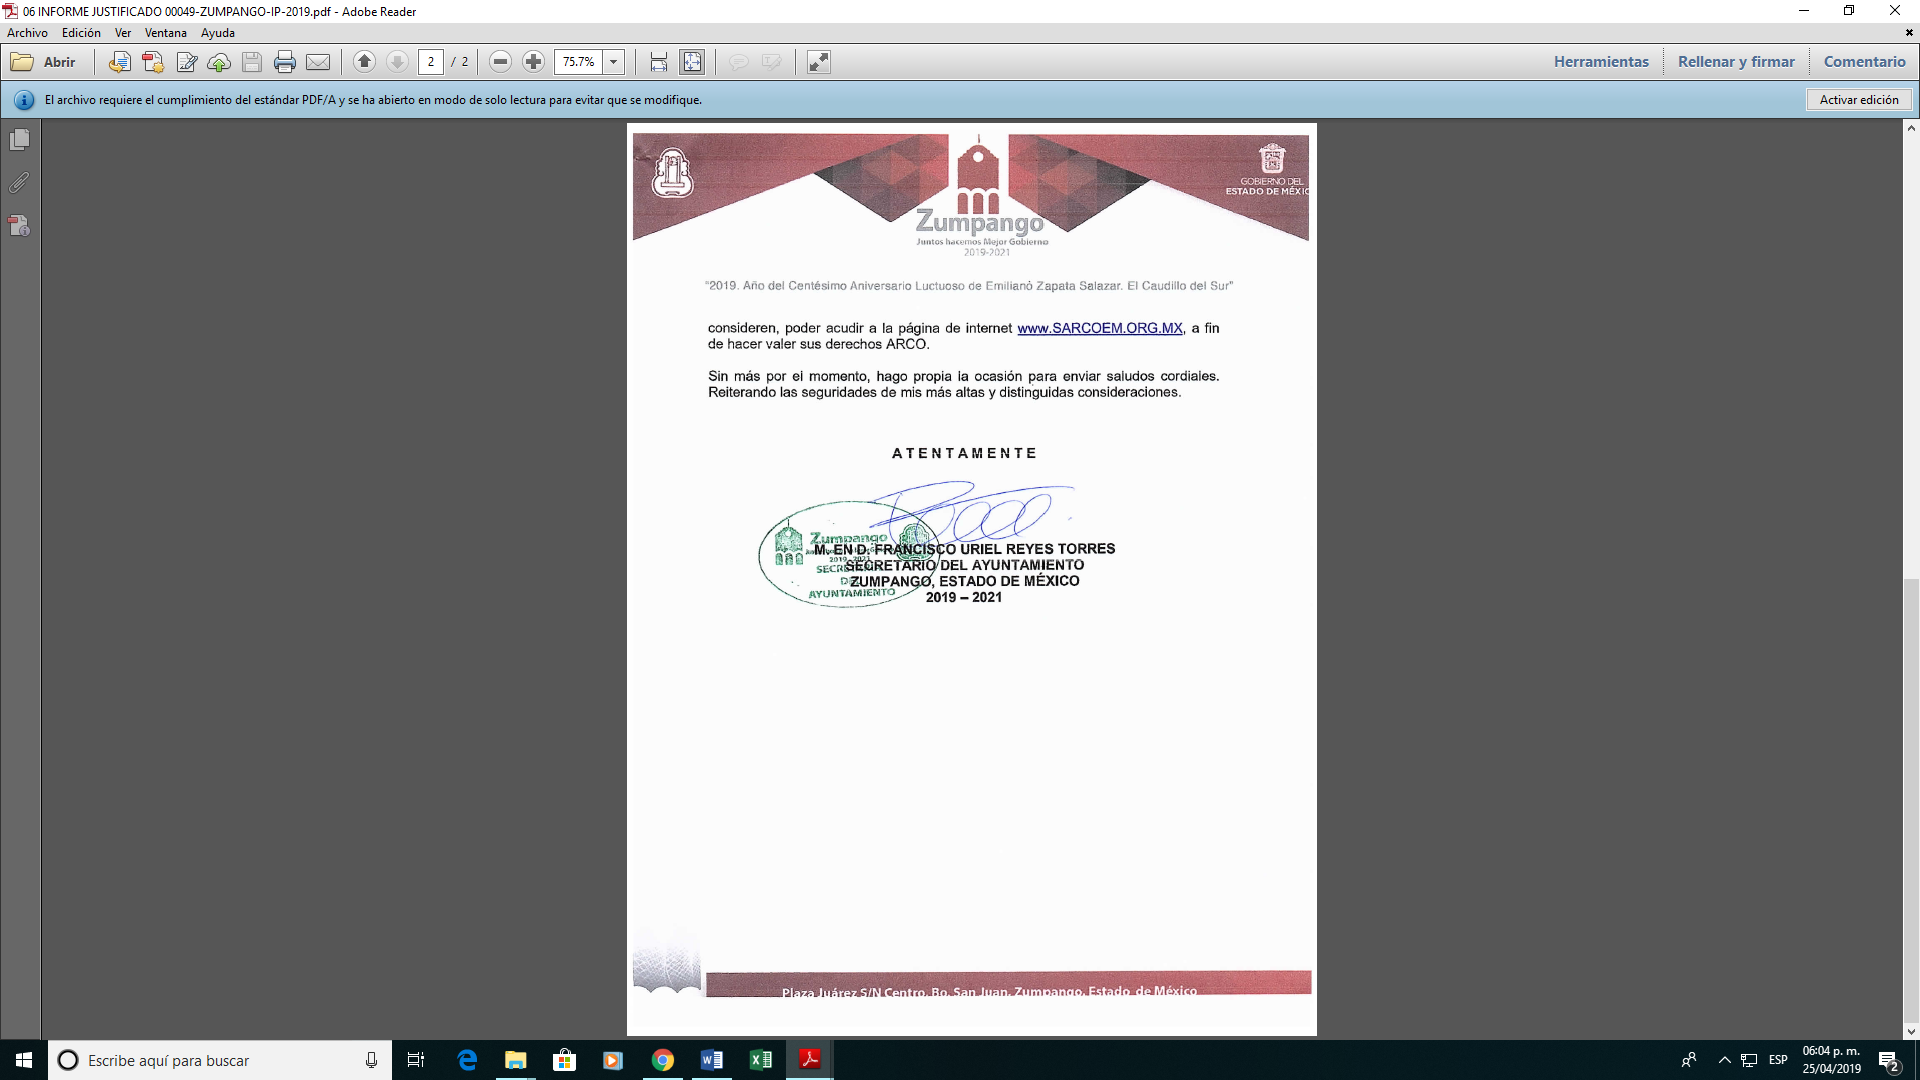 06 INFORME JUSTIFICADO 00049-ZUMPANGO-IP-2019.pdf - Adobe Reader
Archivo Edición Ver Ventana Ayuda
Abrir 2 / 2 75.7% Herramientas Rellenar y firmar Comentario
El archivo requiere el cumplimiento del estándar PDF/A y se ha abierto en modo de solo lectura para evitar que se modifique. Activar edición
GOBIERNO DEL
ESTADO DE MÉXIC
Zumpango
Juntos hacemos Mejor Gobierno
2019-2021
"2019. Año del Centésimo Aniversario Luctuoso de Emiliano Zapata Salazar. El Caudillo del Sur"
consideren, poder acudir a la página de internet www.SARCOEM.ORG.MX, a fin
de hacer valer sus derechos ARCO.
Sin más por el momento, hago propia la ocasión para enviar saludos cordiales.
Reiterando las seguridades de mis más altas y distinguidas consideraciones.
A T E N T A M E N T E
Zumpango
2019-2021
SECRETARIA
DEL
AYUNTAMIENTO
M. EN D. FRANCISCO URIEL REYES TORRES
SECRETARIO DEL AYUNTAMIENTO
ZUMPANGO, ESTADO DE MÉXICO
2019 – 2021
Plaza Juárez S/N Centro, Bo. San Juan, Zumpango, Estado de México
Escribe aquí para buscar
ESP
06:04 p. m.
25/04/2019
2